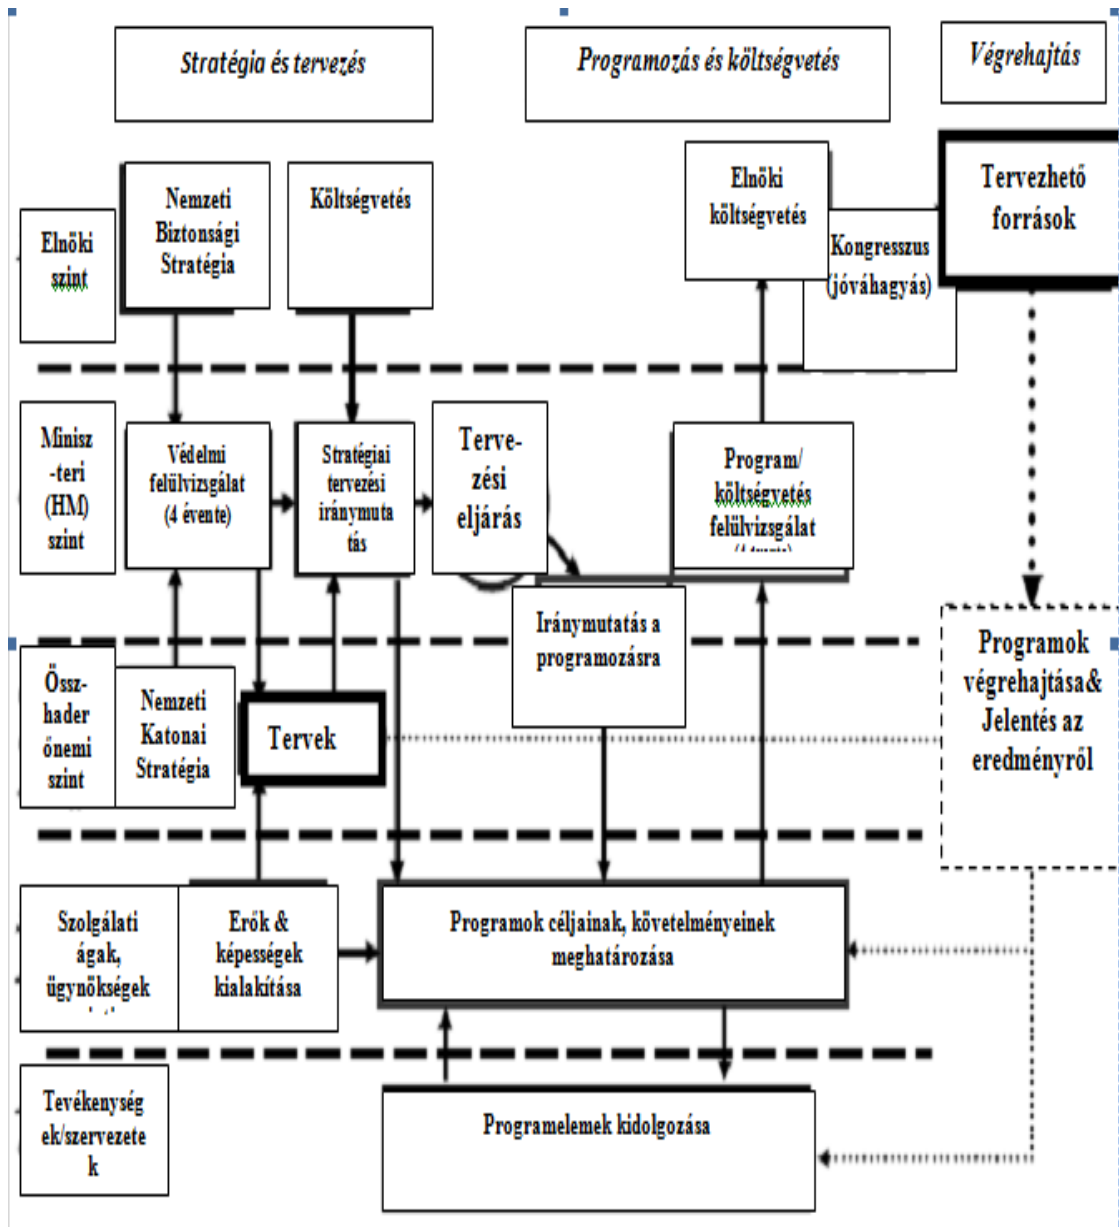 Stratégia és tervezés
Programozás és költségvetés
Végrehajtás
Elnöki
szint
Nemzeti
Biztonsági
Stratégia
Költségvetés
Elnöki
költségvetés
Kongresszus
(jóváhagyás)
Tervezhető
források
Minisz
-teri
(HM)
szint
Védelmi
felülvizsgálat
(4 évente)
Stratégiai
tervezési
iránymuta
tás
Terve-
zési
eljárás
Program/
költségvetés
felülvizsgálat
Iránymutatás a
programozásra
Össz-
hader
őnemi
szint
Nemzeti
Katonai
Stratégia
Tervek
Programok
végrehajtása&
Jelentés az
eredményről
Szolgálati
ágak,
ügynökségek
Erők &
képességek
kialakítása
Programok céljainak, követelményeinek
meghatározása
Tevékenység
ek/szervezete
k
Programelemek kidolgozása